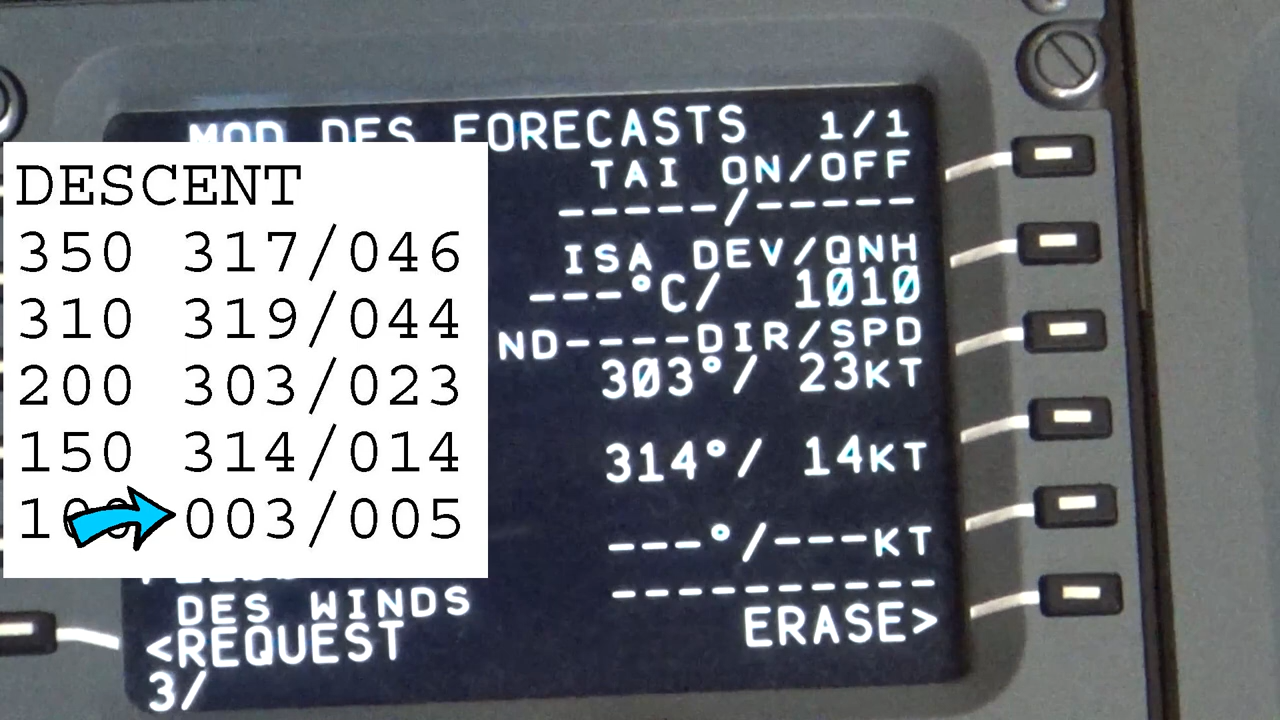 MOD DES FORECASTS 1/1
TAI ON/OFF
-----/-----
ISA DEV/QNH
---°C/ 1010
ND----DIR/SPD
303°/ 23KT
314°/ 14KT
---°/---KT
----------
DES WINDS
<REQUEST ERASE>
3/
DESCENT
350 317/046
310 319/044
200 303/023
150 314/014
100 003/005